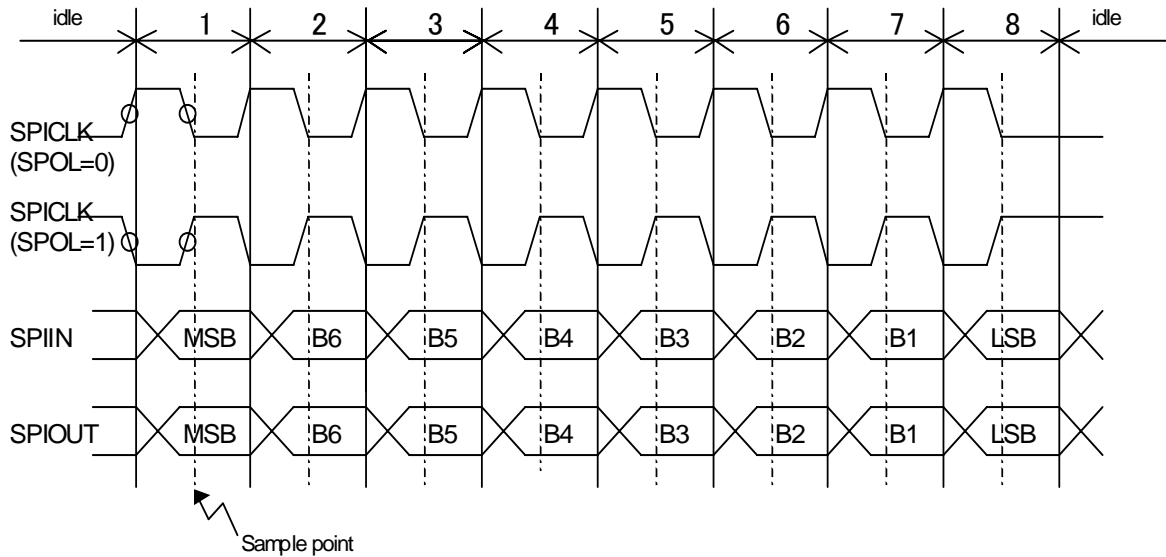 idle 1 2 3 4 5 6 7 8 idle
SPICLK
(SPOL=0)
SPICLK
(SPOL=1)
SPIIN MSB B6 B5 B4 B3 B2 B1 LSB
SPIOUT MSB B6 B5 B4 B3 B2 B1 LSB
Sample point